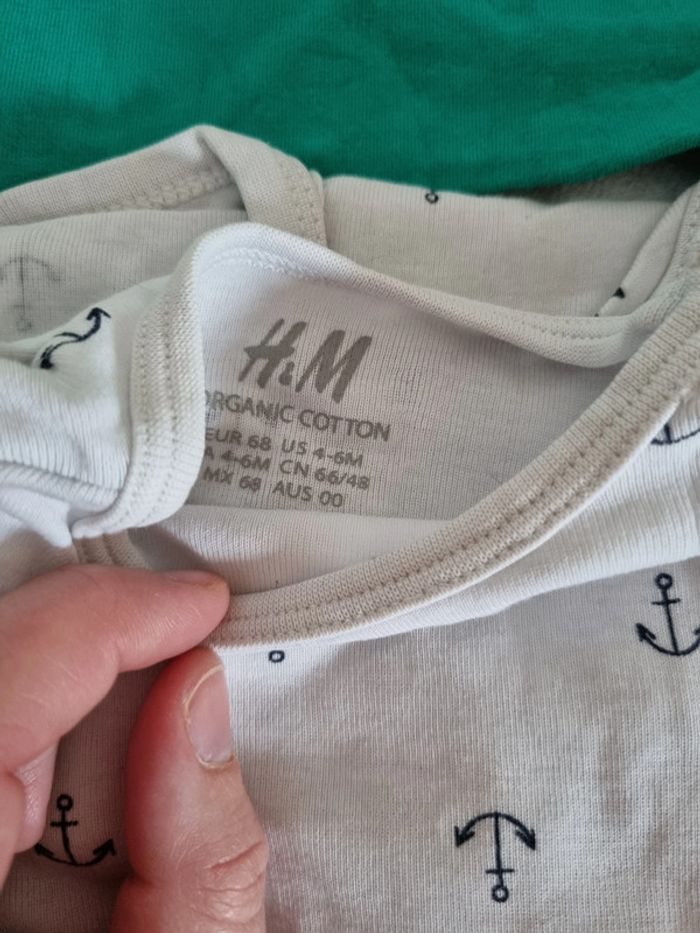 H&M
ORGANIC COTTON
EUR 68 US 4-6M
A 4-6M CN 66/48
MX 68 AUS 00